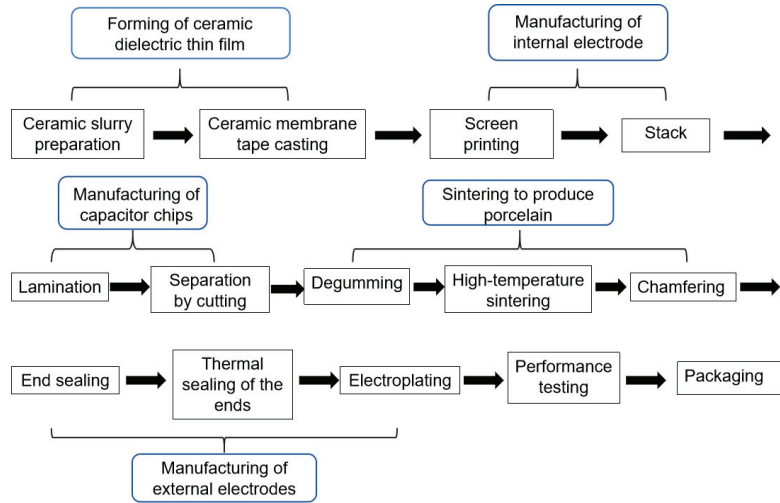 Forming of ceramic
dielectric thin film
Manufacturing of
internal electrode
Ceramic slurry
preparation
Ceramic membrane
tape casting
Screen
printing
Stack
Manufacturing of
capacitor chips
Sintering to produce
porcelain
Lamination
Separation
by cutting
Degumming
High-temperature
sintering
Chamfering
End sealing
Thermal
sealing of the
ends
Electroplating
Performance
testing
Packaging
Manufacturing of
external electrodes